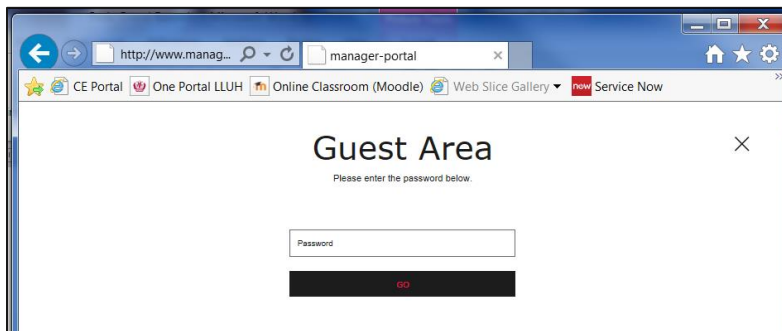 http://www.manag...
manager-portal
CE Portal One Portal LLUH Online Classroom (Moodle) Web Slice Gallery now Service Now
Guest Area
Please enter the password below.
Password
GO